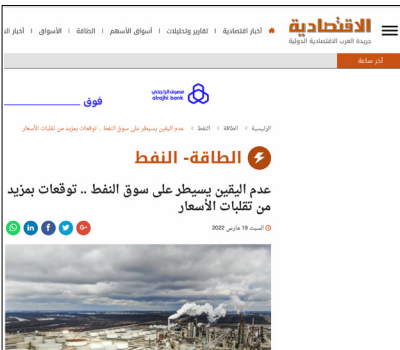 الاقتصادية
جريدة العرب الاقتصادية الدولية
أخبار اقتصادية | تقارير وتحليلات | أسواق الأسهم | الطاقة | الأسواق | أخبار
أخر ساعة
مصرف الراجحي
alrajhi bank
فوق
الرئيسية › الطاقة › النفط › عدم اليقين يسيطر على سوق النفط .. توقعات بمزيد من تقلبات الأسعار
الطاقة- النفط
عدم اليقين يسيطر على سوق النفط .. توقعات بمزيد
من تقلبات الأسعار
السبت 19 مارس 2022